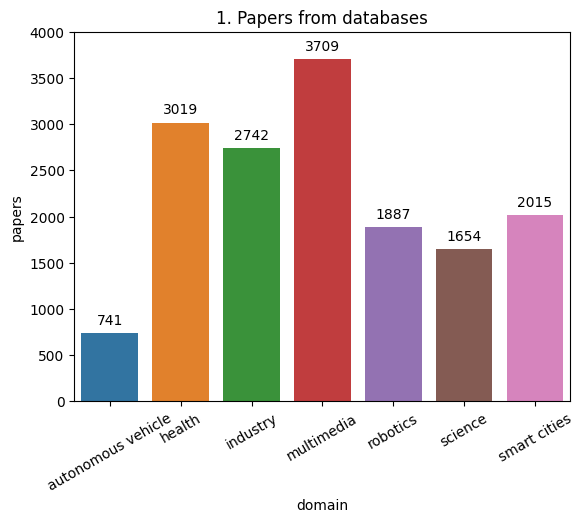 1. Papers from databases
4000
3500
3000
2500
2000
1500
1000
500
0
papers
741
3019
2742
3709
1887
1654
2015
autonomous vehicle
health
industry
multimedia
robotics
science
smart cities
domain